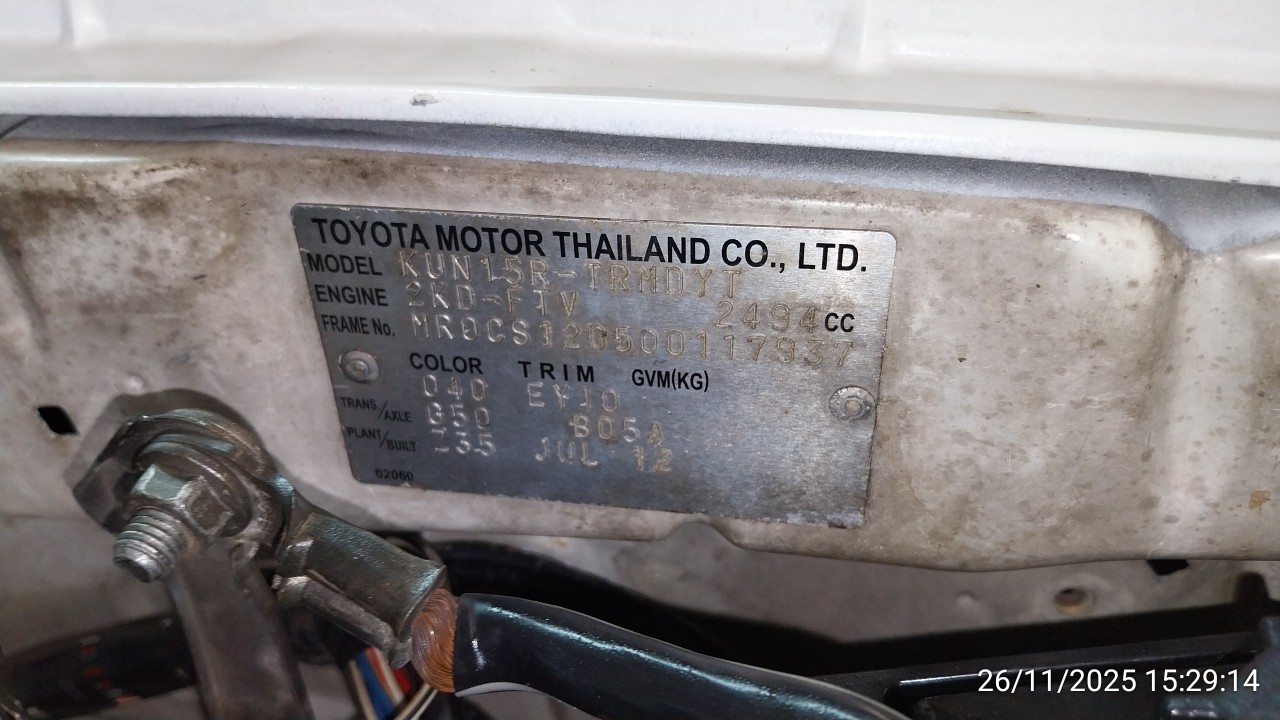 TOYOTA MOTOR THAILAND CO., LTD.
MODEL KUN15R-TRMDYT
ENGINE 2KD-FTV 2494 CC
FRAME No. MR0CS12G500117937
COLOR TRIM GVM(KG)
040 EY10
TRANS/AXLE G50 B05A
PLANT/BUILT Z35 JUL 12
02060
26/11/2025 15:29:14